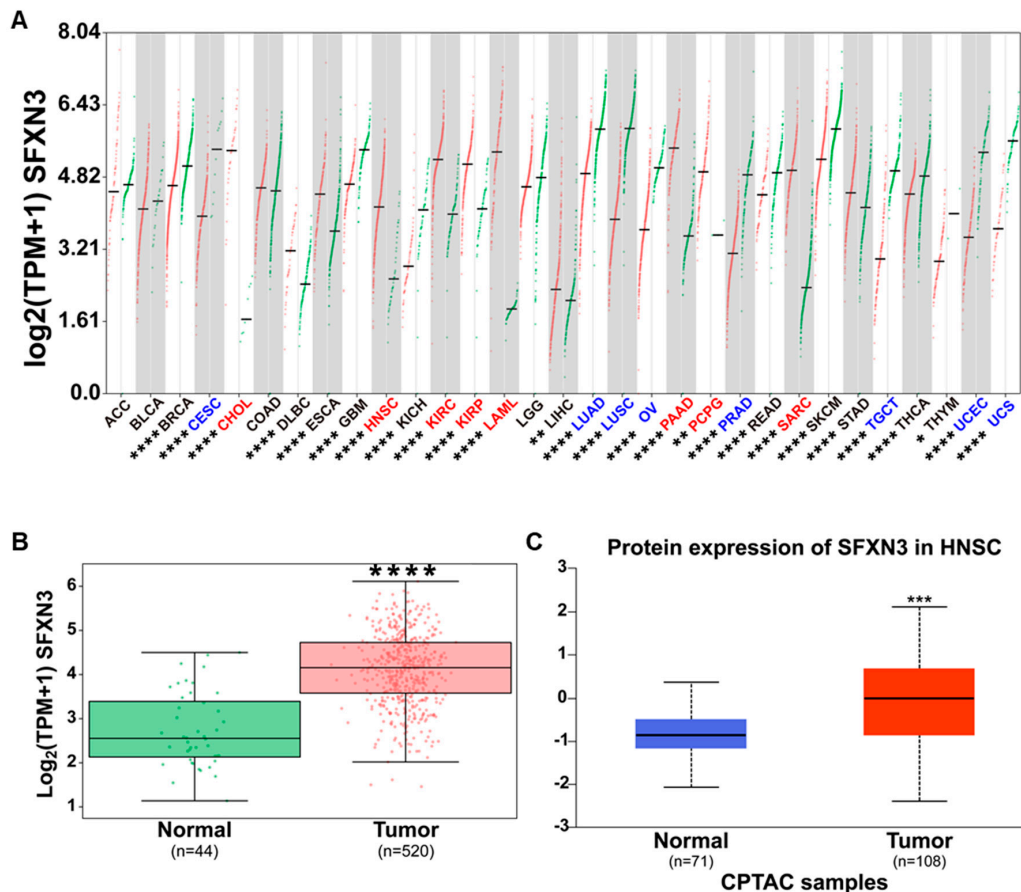 A
log2(TPM+1) SFXN3
8.04
6.43
4.82
3.21
1.61
0.0
ACC
BLCA
**** BRCA
**** CESC
**** CHOL
COAD
**** DLBC
**** ESCA
**** GBM
**** HNSC
**** KICH
**** KIRC
**** KIRP
**** LAML
LGG
** LIHC
**** LUAD
**** LUSC
**** OV
**** PAAD
** PCPG
**** PRAD
**** READ
**** SARC
**** SKCM
**** STAD
**** TGCT
**** THCA
* THYM
**** UCEC
**** UCS
B
Log2(TPM+1) SFXN3
6
5
4
3
2
1
****
Normal
(n=44)
Tumor
(n=520)
C
Protein expression of SFXN3 in HNSC
3
2
1
0
-1
-2
-3
***
Normal
(n=71)
Tumor
(n=108)
CPTAC samples